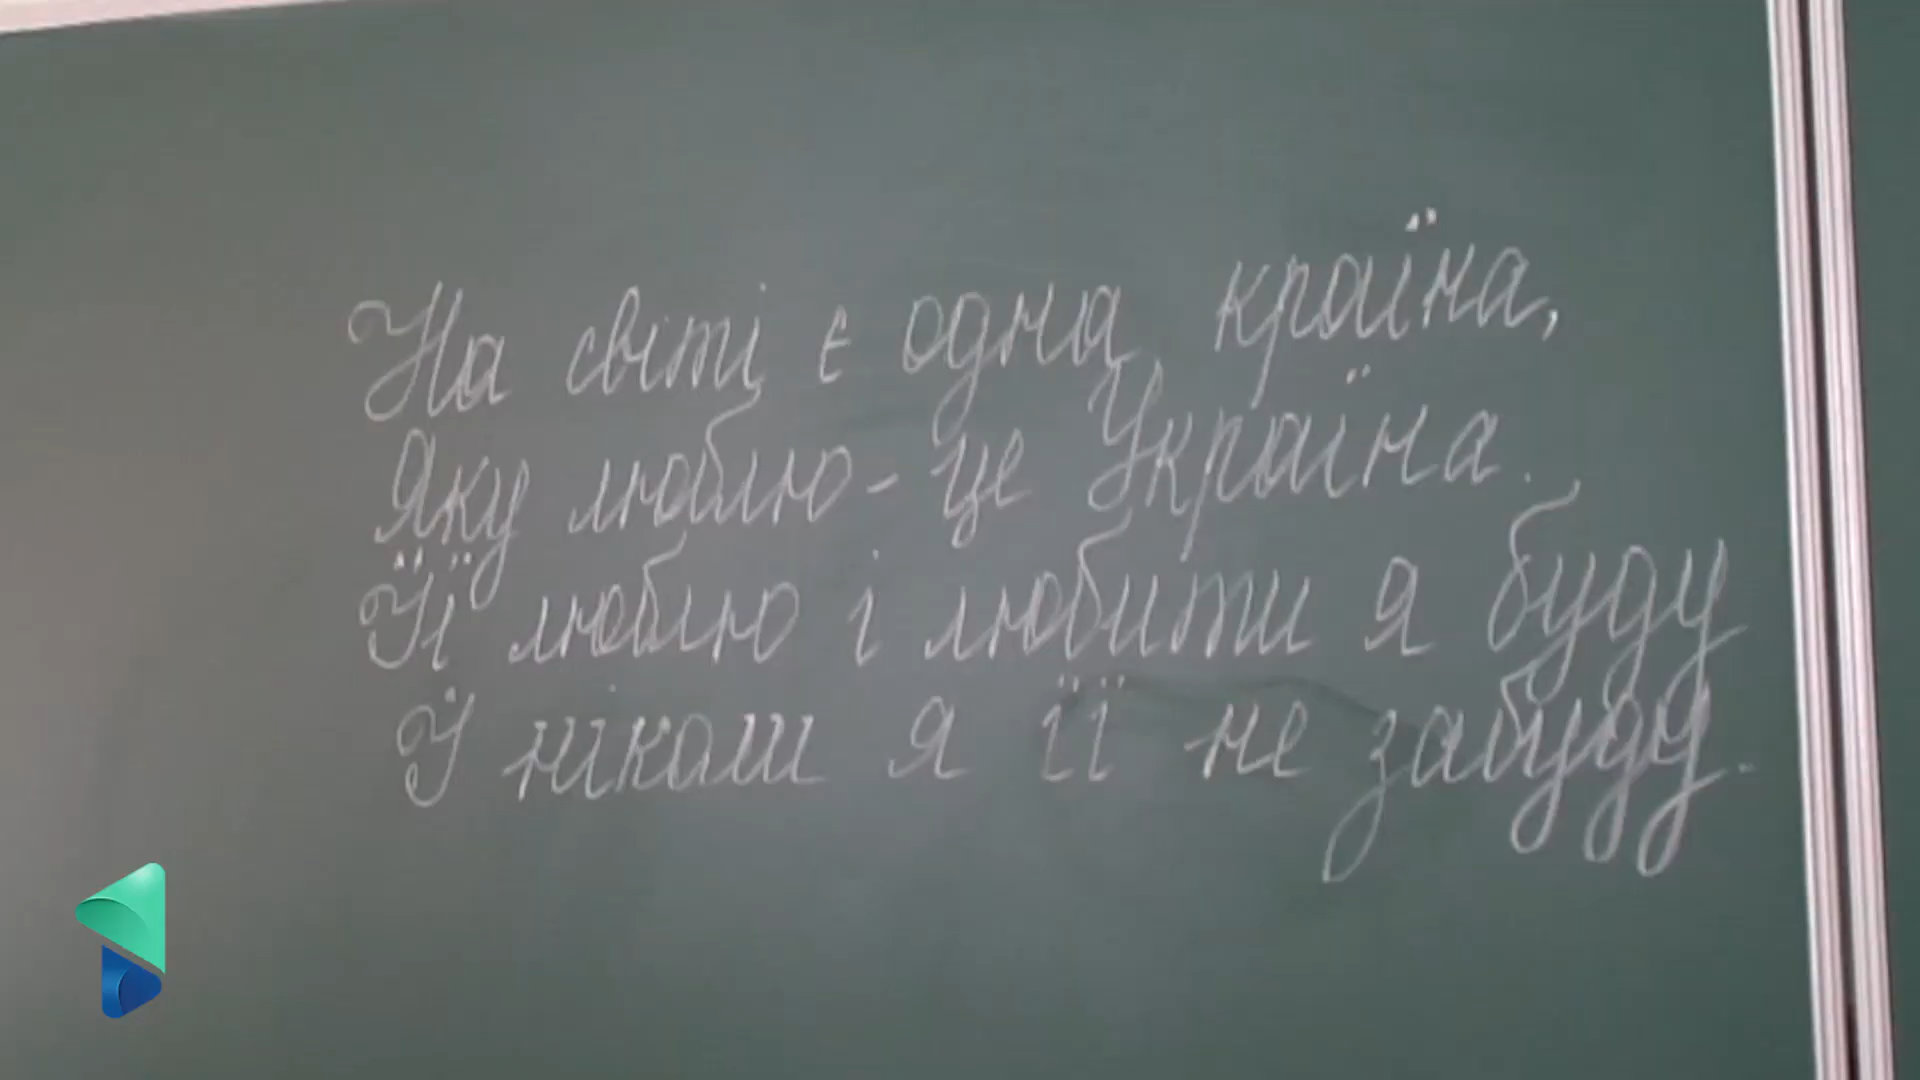 На світі є одна країна,
Яку люблю - це Україна.
Її люблю і любити я буду
Й ніколи я її не забуду.